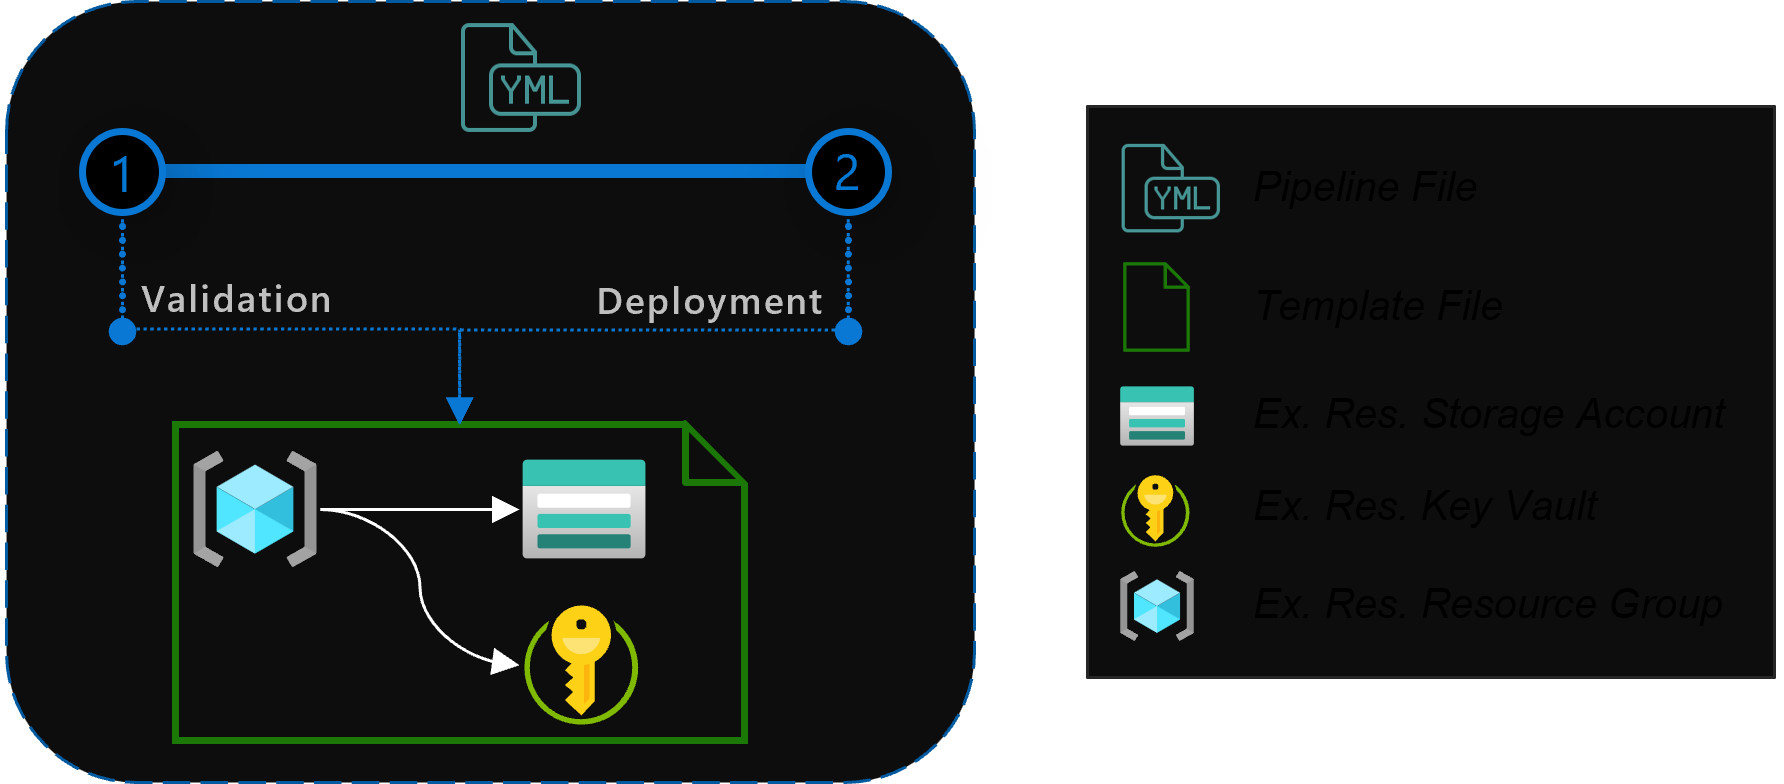 YML
1
2
Validation
Deployment
YML
Pipeline File
Template File
Ex. Res. Storage Account
Ex. Res. Key Vault
Ex. Res. Resource Group